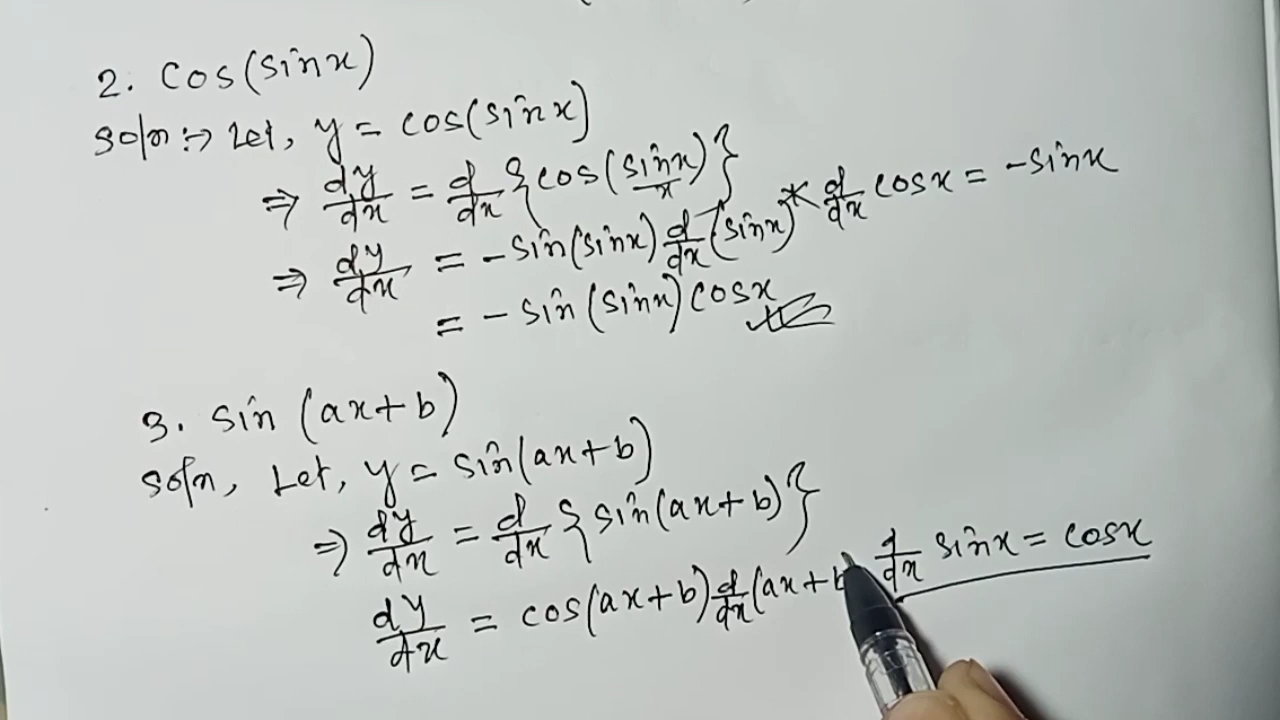 2. cos(sinx)
Soln :→ Let, y = cos(sinx)
⇒ dy/dx = d/dx {cos(sinx/x)}
⇒ dy/dx = -sin(sinx) d/dx (sinx) * d/dx cosx = -sinx
= -sin(sinx)cosx
3. sin (ax+b)
Soln, Let, y = sin(ax+b)
⇒ dy/dx = d/dx {sin(ax+b)}
dy/dx = cos(ax+b) d/dx (ax+b d/dx sinx = cosx